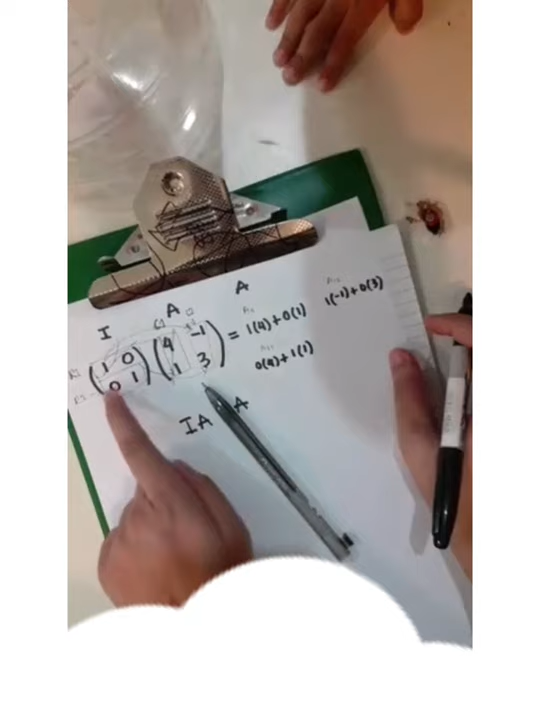 I A A
(1 0) (4 -1) = 1(4)+0(1) 1(-1)+0(3)
(0 1) (1 3) 0(4)+1(1)
IA A